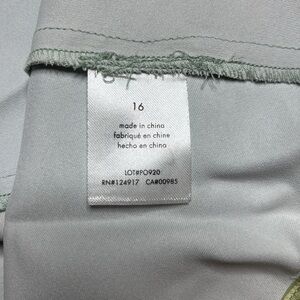 16
made in china
fabriqué en chine
hecho en china
LOT#PO920
RN#124917 CA#00985